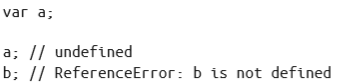 var a;
a; // undefined
b; // ReferenceError: b is not defined